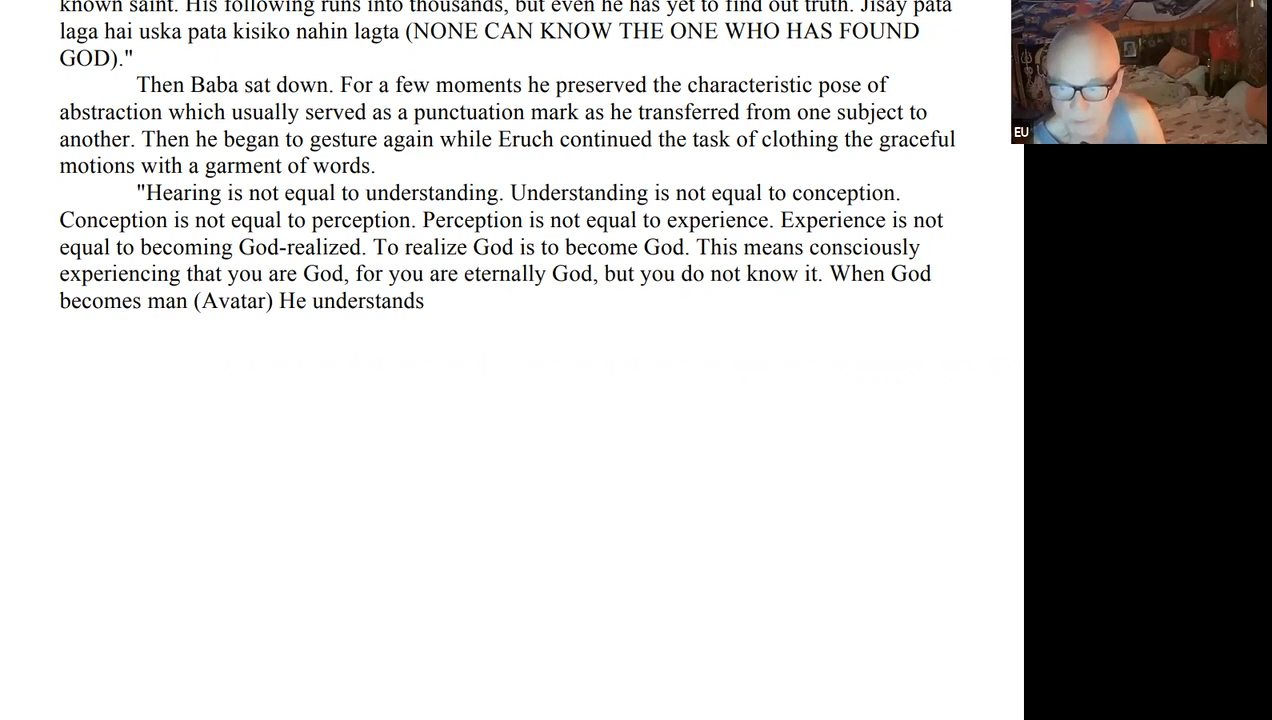 known saint. His following runs into thousands, but even he has yet to find out truth. Jisay pata
laga hai uska pata kisiko nahin lagta (NONE CAN KNOW THE ONE WHO HAS FOUND
GOD)."
Then Baba sat down. For a few moments he preserved the characteristic pose of
abstraction which usually served as a punctuation mark as he transferred from one subject to
another. Then he began to gesture again while Eruch continued the task of clothing the graceful
motions with a garment of words.
"Hearing is not equal to understanding. Understanding is not equal to conception.
Conception is not equal to perception. Perception is not equal to experience. Experience is not
equal to becoming God-realized. To realize God is to become God. This means consciously
experiencing that you are God, for you are eternally God, but you do not know it. When God
becomes man (Avatar) He understands
EU